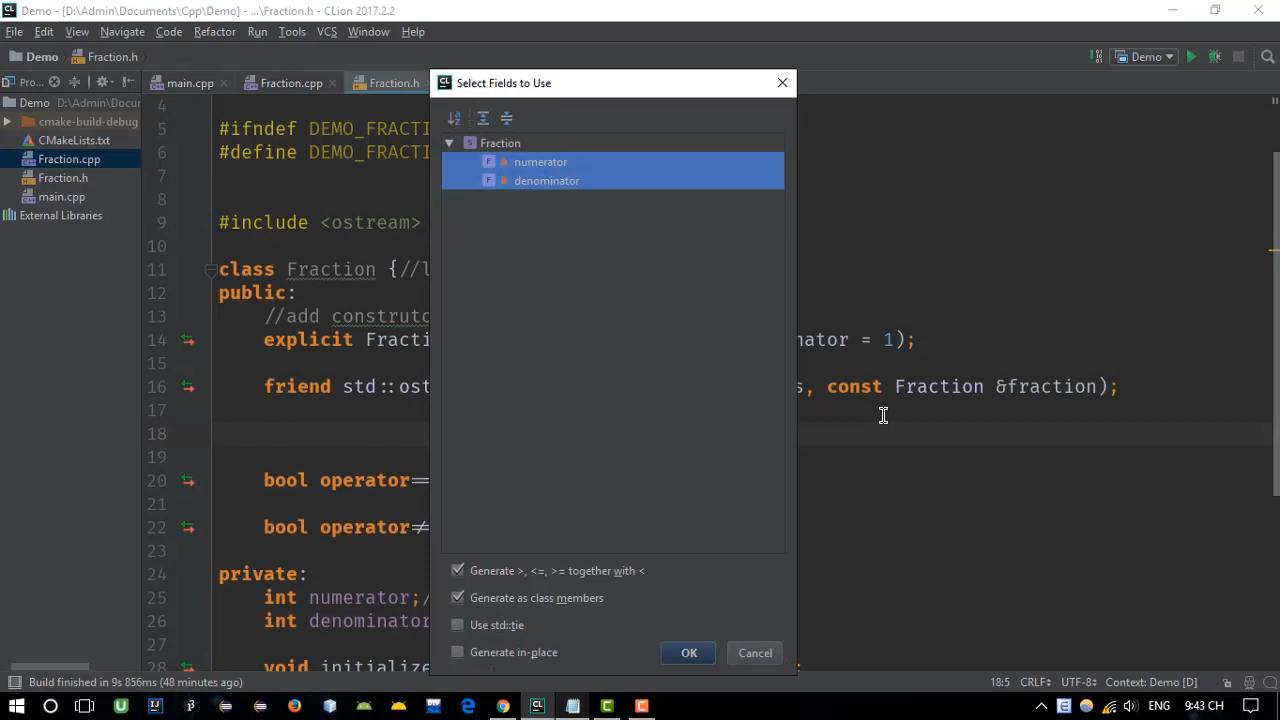 Demo - [D:\Admin\Documents\Cpp\Demo] - ...\Fraction.h - CLion 2017.2.2
File Edit View Navigate Code Refactor Run Tools VCS Window Help
Demo Fraction.h Demo
Pro... main.cpp Fraction.cpp Fraction.h
Select Fields to Use
Demo D:\Admin\Docur
cmake-build-debug
CMakeLists.txt
Fraction.cpp
Fraction.h
main.cpp
External Libraries
Fraction
numerator
denominator
4
5 #ifndef DEMO_FRACTI
6 #define DEMO_FRACTI
7
8
9 #include <ostream>
10
11 class Fraction {//l
12 public:
13 //add construto
14 explicit Fracti nator = 1);
15
16 friend std::ost s, const Fraction &fraction);
17
18
19
20 bool operator==
21
22 bool operator≠
23
24 private:
25 int numerator;/
26 int denominator
27
28 void initialize ;
Generate >, <=, >= together with <
Generate as class members
Use std::tie
Generate in-place
OK Cancel
Build finished in 9s 856ms (48 minutes ago) 18:5 CRLF÷ UTF-8÷ Context: Demo [D]
ENG 9:43 CH